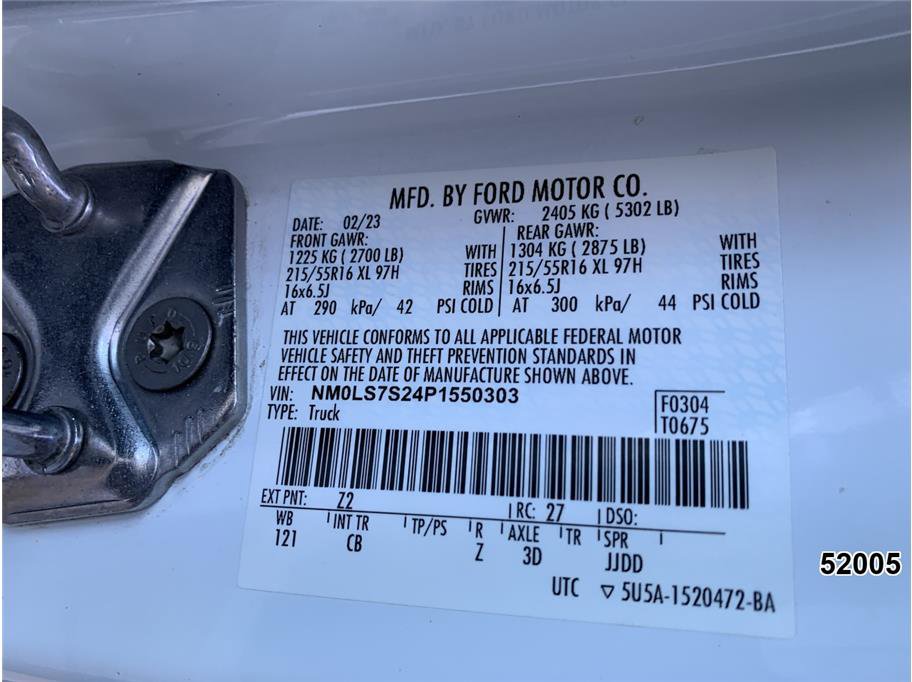 MFD. BY FORD MOTOR CO.
DATE: 02/23 GVWR: 2405 KG ( 5302 LB)
FRONT GAWR: REAR GAWR:
1225 KG ( 2700 LB) WITH 1304 KG ( 2875 LB) WITH
215/55R16 XL 97H TIRES 215/55R16 XL 97H TIRES
16x6.5J RIMS 16x6.5J RIMS
AT 290 kPa/ 42 PSI COLD AT 300 kPa/ 44 PSI COLD
THIS VEHICLE CONFORMS TO ALL APPLICABLE FEDERAL MOTOR
VEHICLE SAFETY AND THEFT PREVENTION STANDARDS IN
EFFECT ON THE DATE OF MANUFACTURE SHOWN ABOVE.
VIN: NM0LS7S24P1550303 F0304
TYPE: Truck T0675
EXT PNT: Z2 RC: 27 DSO:
WB INT TR TP/PS R AXLE TR SPR
121 CB Z 3D JJDD
UTC ▽ 5U5A-1520472-BA
52005